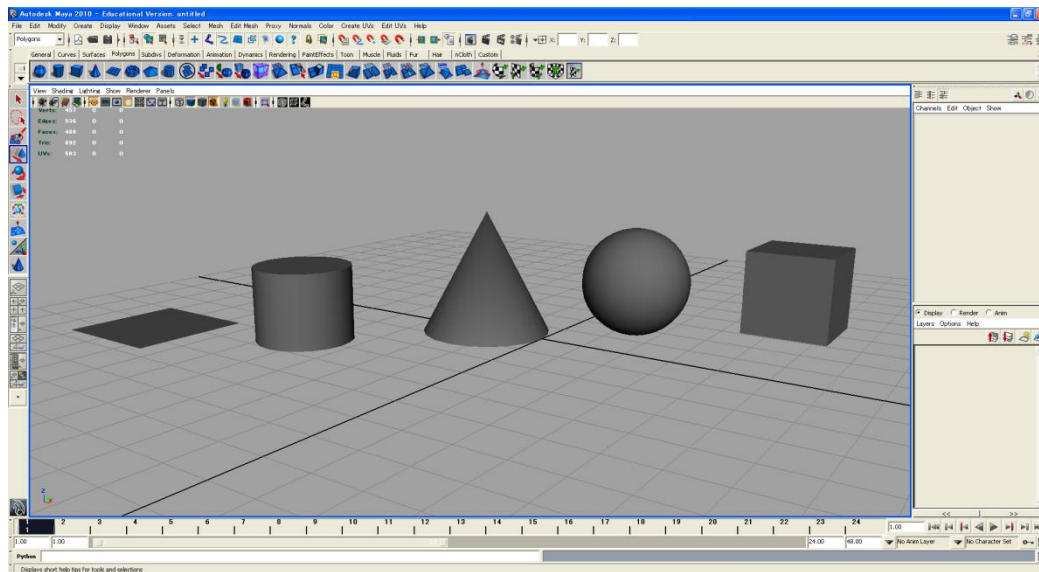 Autodesk Maya 2010 - Educational Version: untitled
File Edit Modify Create Display Window Assets Select Mesh Edit Mesh Proxy Normals Color Create UVs Edit UVs Help
Polygons X: Y: Z:
General Curves Surfaces Polygons Subdivs Deformation Animation Dynamics Rendering PaintEffects Toon Muscle Fluids Fur Hair nCloth Custom
View Shading Lighting Show Renderer Panels
Channels Edit Object Show
Verts: 457 0 0
Edges: 936 0 0
Faces: 0 0
Tris: 892 0 0
UVs: 0 0
Display Render Anim
Layers Options Help
z
<< >>
1 2 3 4 5 6 7 8 9 10 11 12 13 14 15 16 17 18 19 20 21 22 23 24
1
1.00
1.00 1.00 24.00 48.00 No Anim Layer No Character Set
Python
Displays short help tips for tools and selections